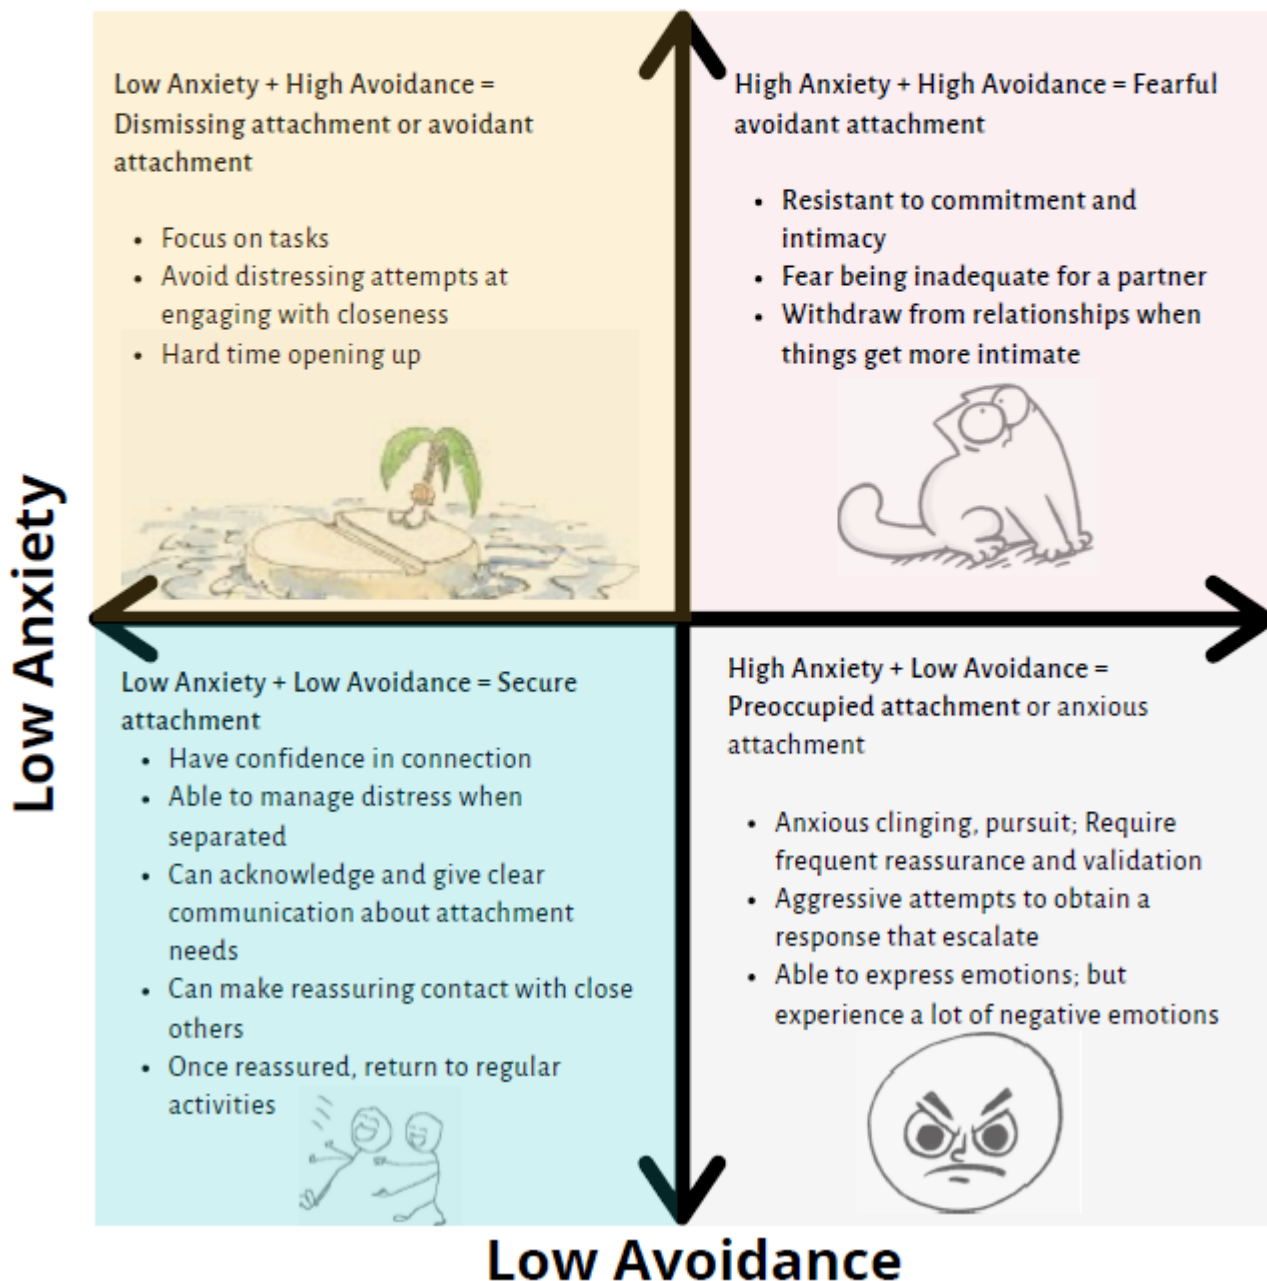 Low Anxiety + High Avoidance =
Dismissing attachment or avoidant
attachment
• Focus on tasks
• Avoid distressing attempts at
engaging with closeness
• Hard time opening up
High Anxiety + High Avoidance = Fearful
avoidant attachment
• Resistant to commitment and
intimacy
• Fear being inadequate for a partner
• Withdraw from relationships when
things get more intimate
Low Anxiety
Low Anxiety + Low Avoidance = Secure
attachment
• Have confidence in connection
• Able to manage distress when
separated
• Can acknowledge and give clear
communication about attachment
needs
• Can make reassuring contact with close
others
• Once reassured, return to regular
activities
High Anxiety + Low Avoidance =
Preoccupied attachment or anxious
attachment
• Anxious clinging, pursuit; Require
frequent reassurance and validation
• Aggressive attempts to obtain a
response that escalate
• Able to express emotions; but
experience a lot of negative emotions
Low Avoidance